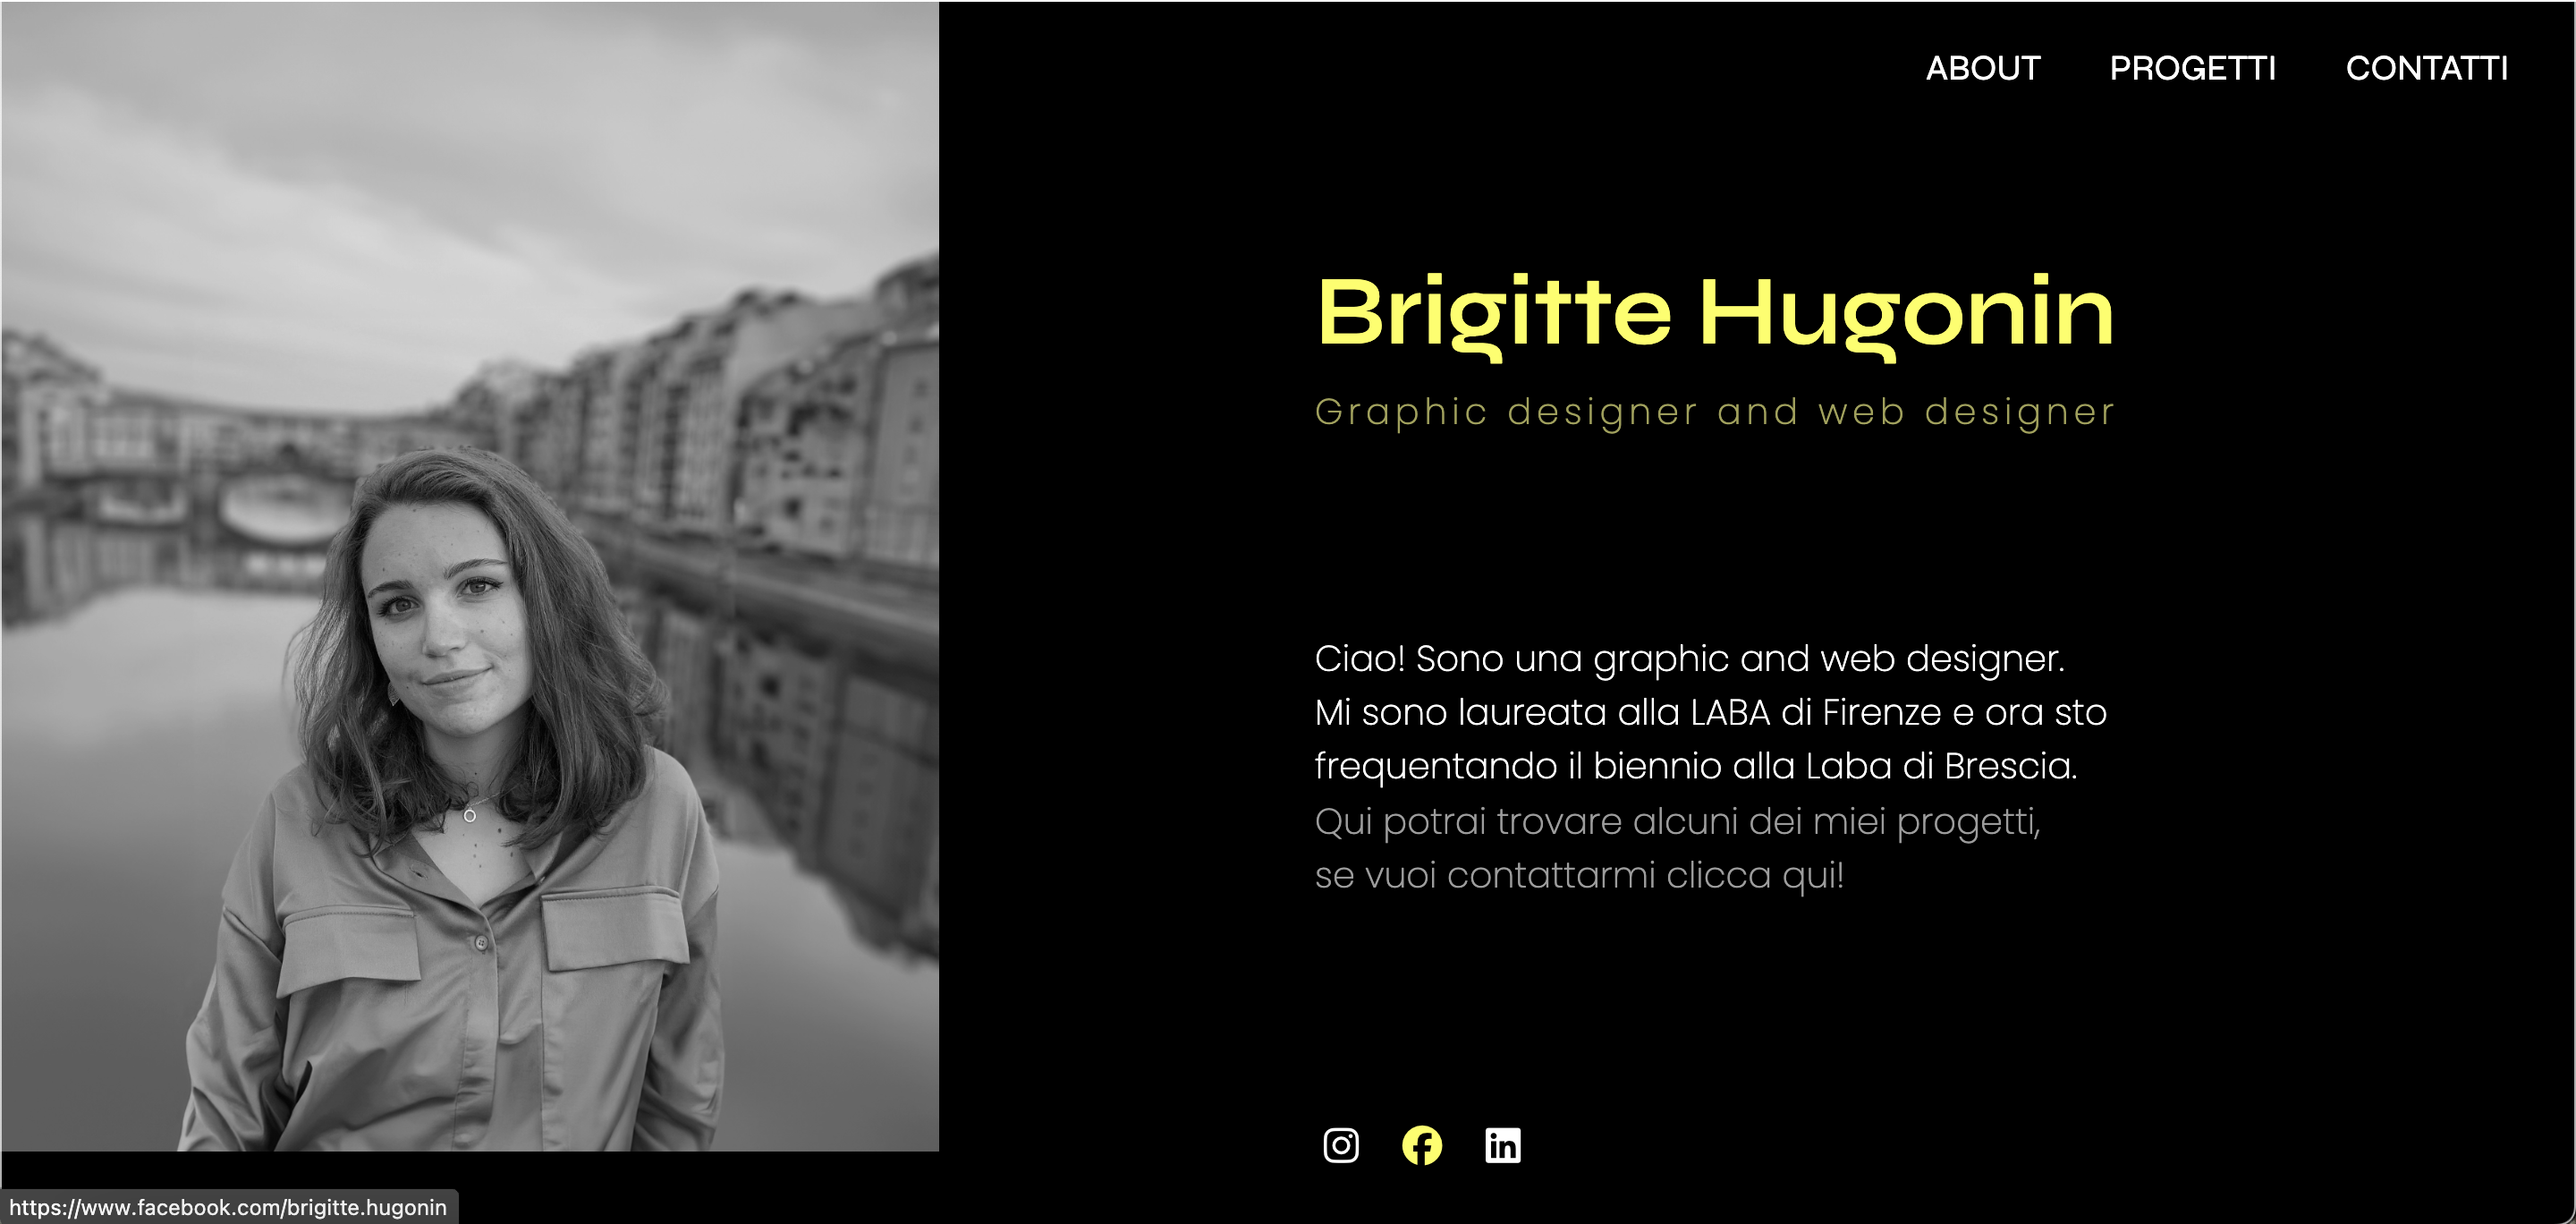 ABOUT PROGETTI CONTATTI
Brigitte Hugonin
Graphic designer and web designer
Ciao! Sono una graphic and web designer.
Mi sono laureata alla LABA di Firenze e ora sto
frequentando il biennio alla Laba di Brescia.
Qui potrai trovare alcuni dei miei progetti,
se vuoi contattarmi clicca qui!
in
https://www.facebook.com/brigitte.hugonin